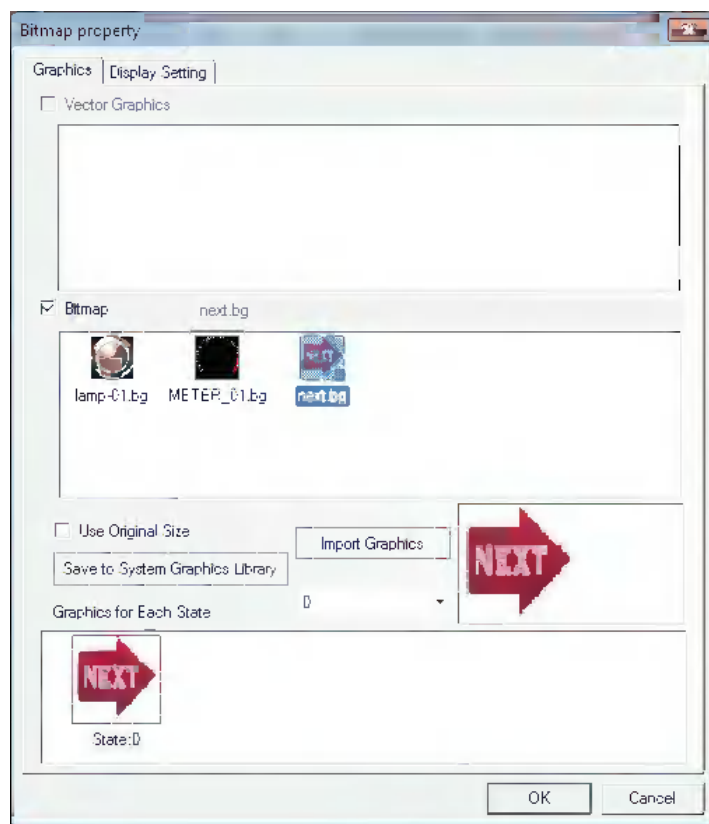 Bitmap property
Graphics Display Setting
Vector Graphics
Bitmap next.bg
NEXT
lamp-01.bg METER_01.bg next.bg
Use Original Size
Import Graphics
NEXT
Save to System Graphics Library
0
Graphics for Each State
NEXT
State:0
OK Cancel